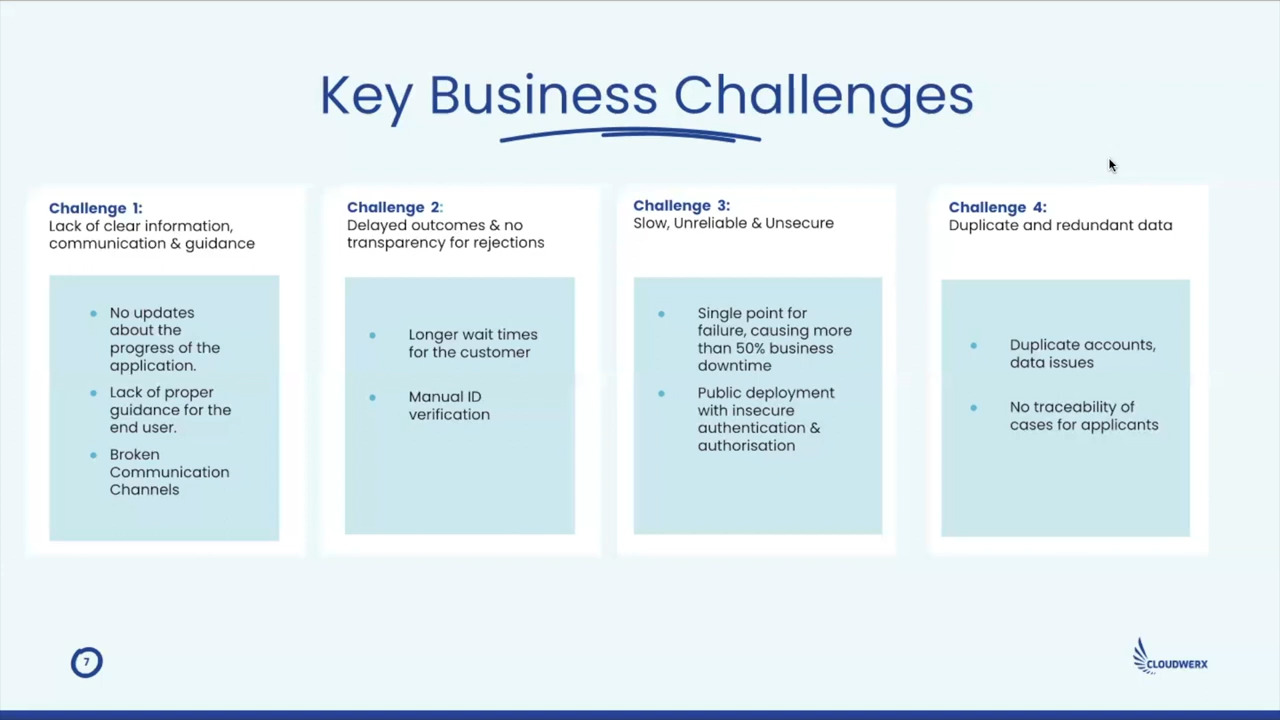 Key Business Challenges
Challenge 1:
Lack of clear information,
communication & guidance
No updates
about the
progress of the
application.
Lack of proper
guidance for the
end user.
Broken
Communication
Channels
Challenge 2:
Delayed outcomes & no
transparency for rejections
Longer wait times
for the customer
Manual ID
verification
Challenge 3:
Slow, Unreliable & Unsecure
Single point for
failure, causing more
than 50% business
downtime
Public deployment
with insecure
authentication &
authorisation
Challenge 4:
Duplicate and redundant data
Duplicate accounts,
data issues
No traceability of
cases for applicants
7
CLOUDWERX